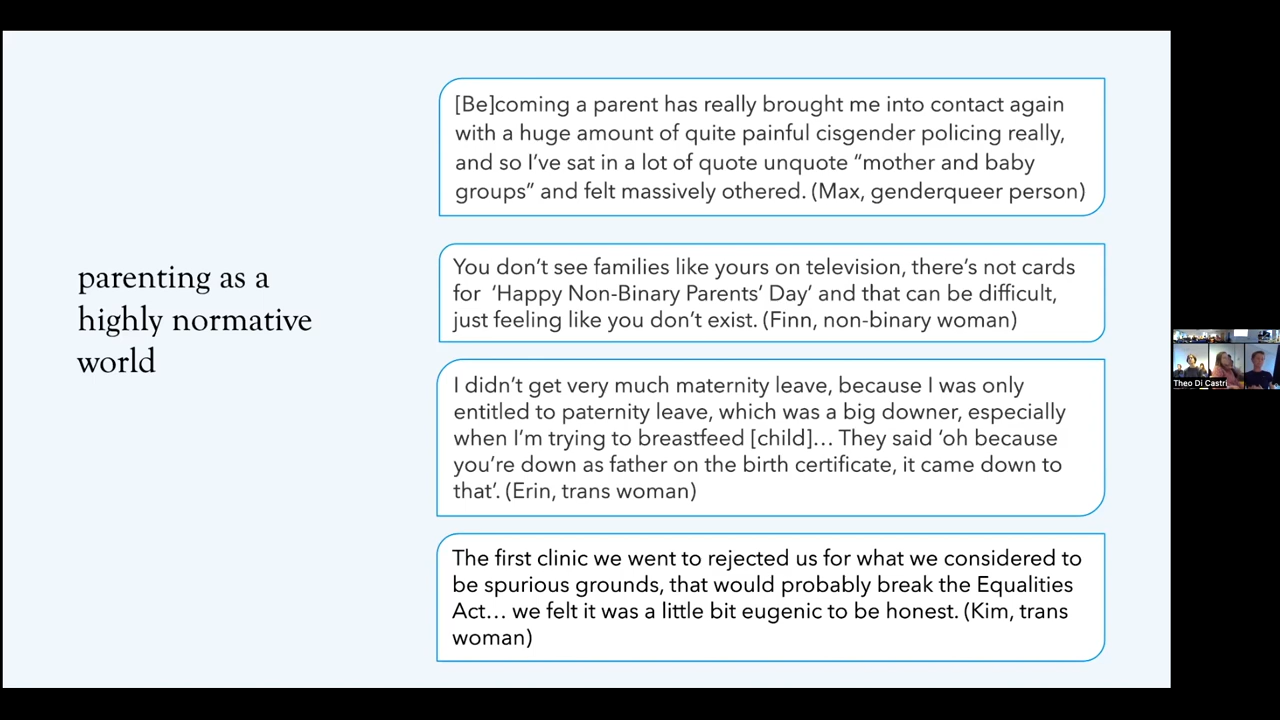 parenting as a
highly normative
world
[Be]coming a parent has really brought me into contact again
with a huge amount of quite painful cisgender policing really,
and so I’ve sat in a lot of quote unquote “mother and baby
groups” and felt massively othered. (Max, genderqueer person)
You don’t see families like yours on television, there’s not cards
for ‘Happy Non-Binary Parents’ Day’ and that can be difficult,
just feeling like you don’t exist. (Finn, non-binary woman)
I didn’t get very much maternity leave, because I was only
entitled to paternity leave, which was a big downer, especially
when I’m trying to breastfeed [child]… They said ‘oh because
you’re down as father on the birth certificate, it came down to
that’. (Erin, trans woman)
The first clinic we went to rejected us for what we considered to
be spurious grounds, that would probably break the Equalities
Act… we felt it was a little bit eugenic to be honest. (Kim, trans
woman)
Theo Di Castri